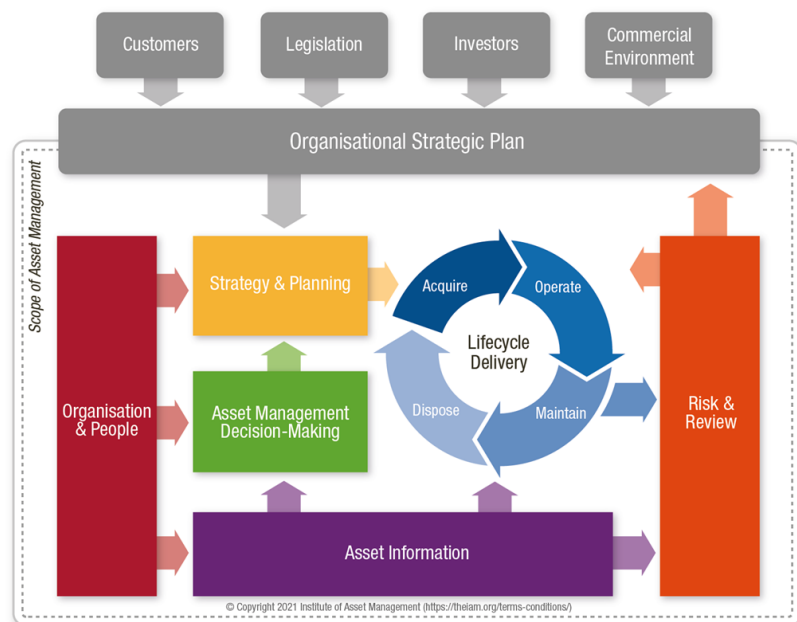 Customers
Legislation
Investors
Commercial
Environment
Organisational Strategic Plan
Scope of Asset Management
Strategy & Planning
Acquire
Operate
Lifecycle
Delivery
Organisation
& People
Asset Management
Decision-Making
Dispose
Maintain
Risk &
Review
Asset Information
© Copyright 2021 Institute of Asset Management (https://theiam.org/terms-conditions/)